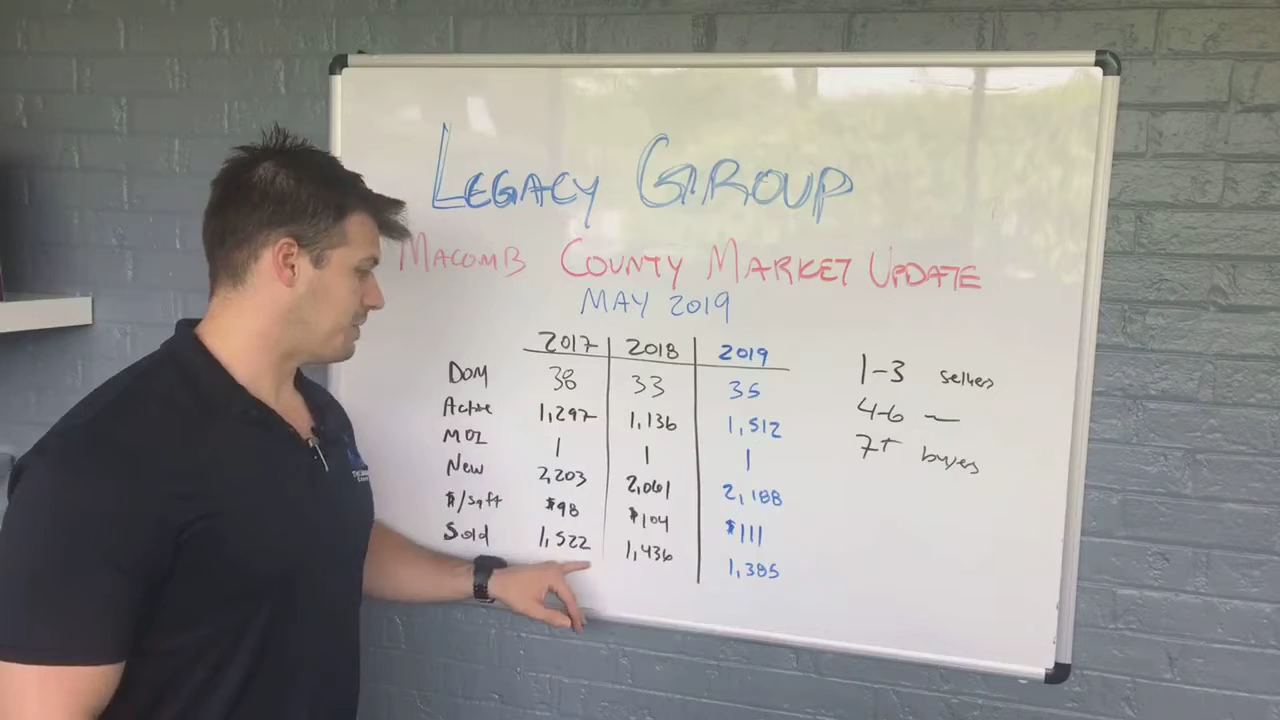 LEGACY GROUP
MACOMB COUNTY MARKET UPDATE
MAY 2019
2017 2018 2019
DOM 38 33 35
Active 1,297 1,136 1,512
MOI 1 1 1
New 2,203 2,061 2,188
$/sqft $98 $104 $111
Sold 1,522 1,436 1,385
1-3 sellers
4-6 —
7+ buyers